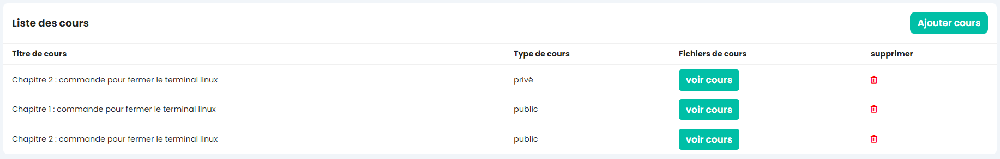 Liste des cours
Ajouter cours
Titre de cours Type de cours Fichiers de cours supprimer
Chapitre 2 : commande pour fermer le terminal linux privé voir cours
Chapitre 1 : commande pour fermer le terminal linux public voir cours
Chapitre 2 : commande pour fermer le terminal linux public voir cours